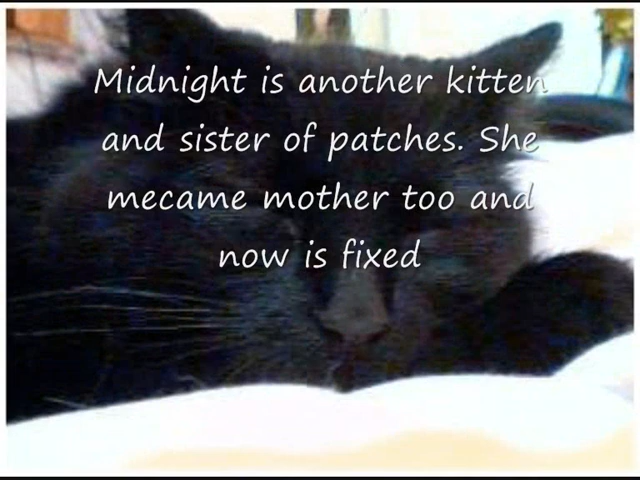 Midnight is another kitten
and sister of patches. She
mecame mother too and
now is fixed